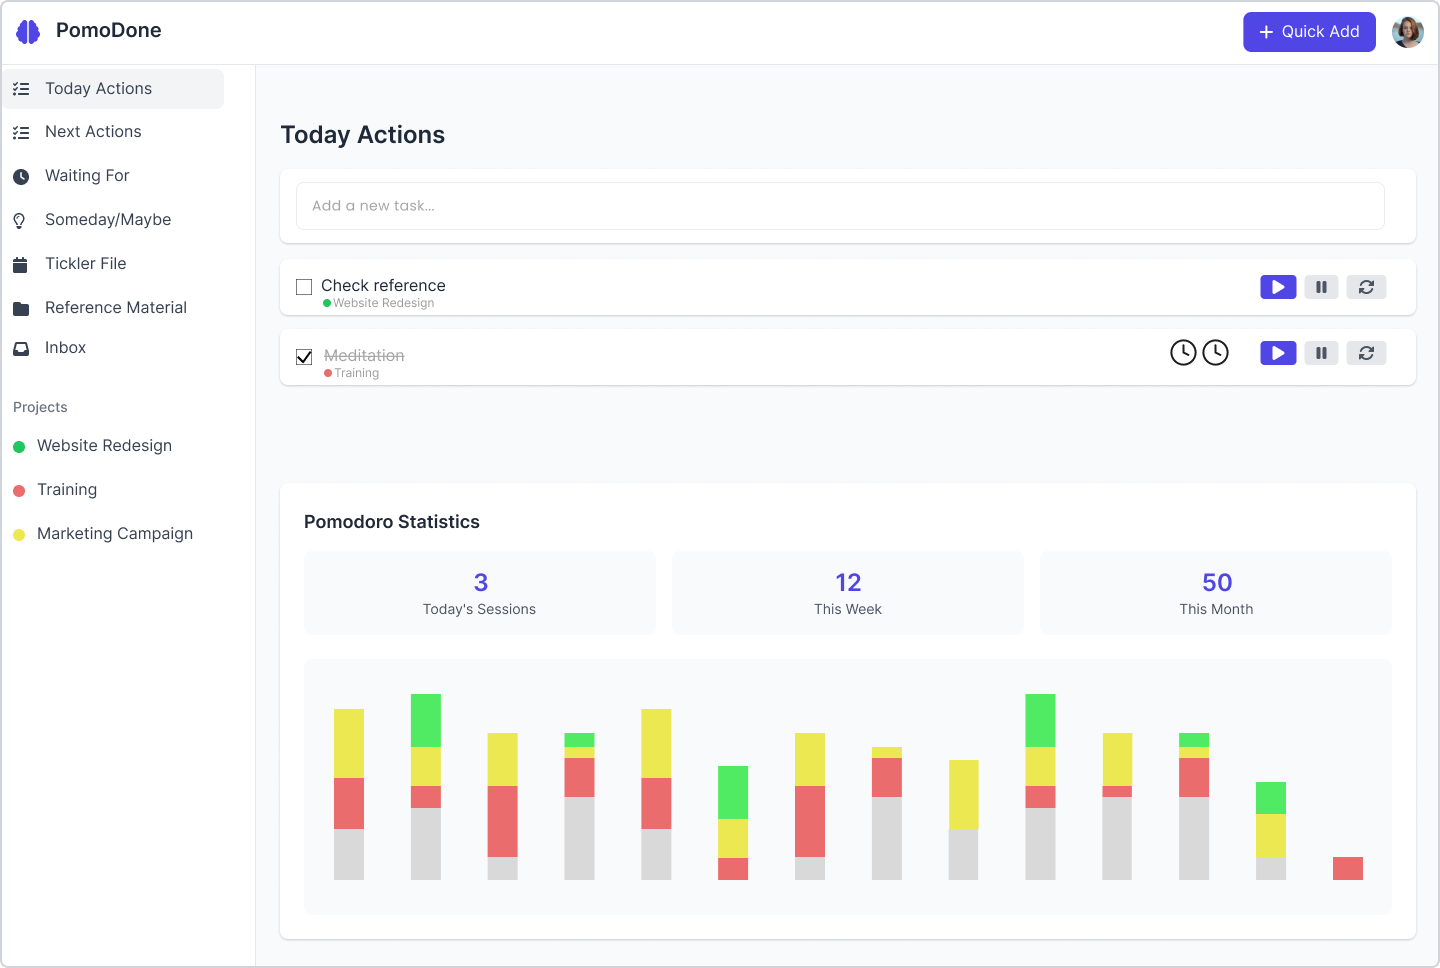 PomoDone
Quick Add
Today Actions
Next Actions
Waiting For
Someday/Maybe
Tickler File
Reference Material
Inbox
Projects
Website Redesign
Training
Marketing Campaign
Today Actions
Add a new task...
Check reference
Website Redesign
Meditation
Training
Pomodoro Statistics
3
Today's Sessions
12
This Week
50
This Month